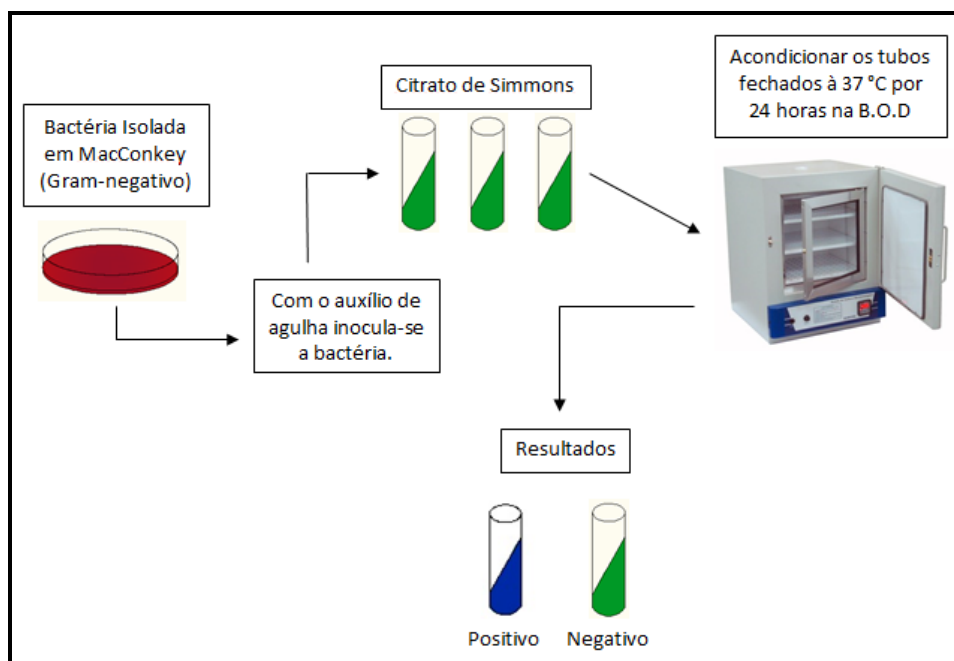 Bactéria Isolada
em MacConkey
(Gram-negativo)
Com o auxílio de
agulha inocula-se
a bactéria.
Citrato de Simmons
Acondicionar os tubos
fechados à 37 °C por
24 horas na B.O.D
Resultados
Positivo
Negativo